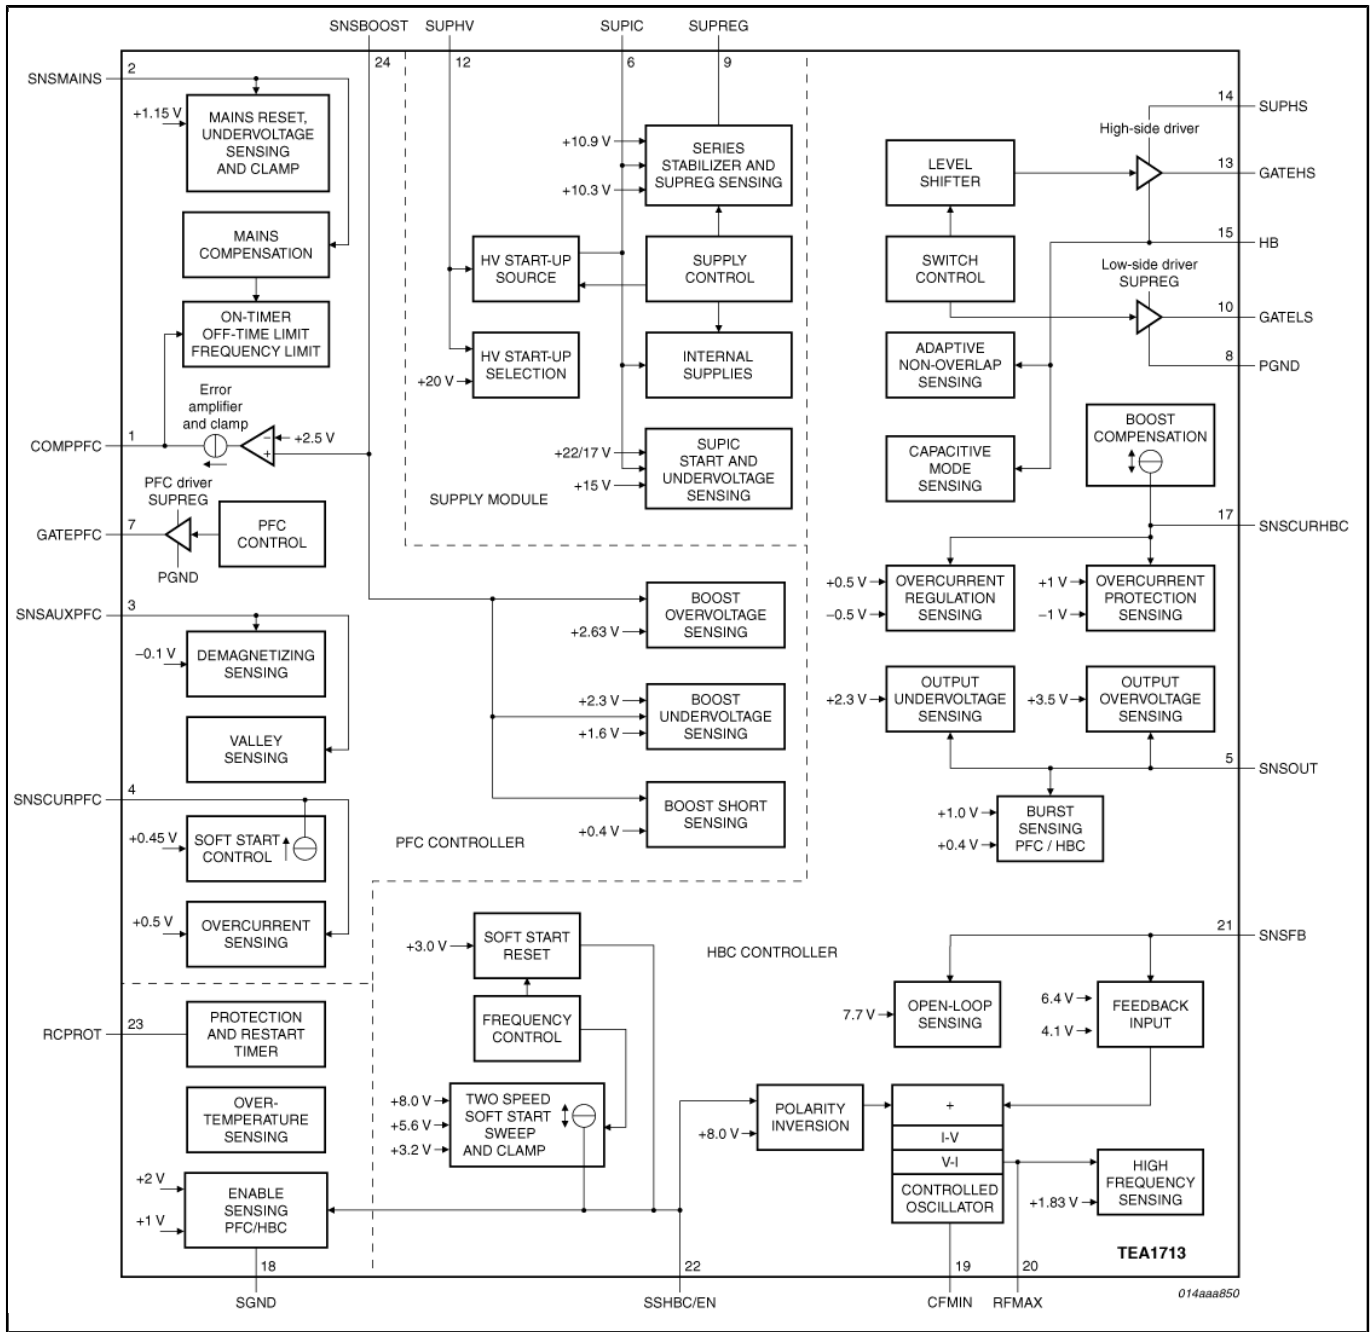 SNSBOOST SUPHV SUPIC SUPREG
24 12 6 9
SNSMAINS 2
+1.15 V
MAINS RESET,
UNDERVOLTAGE
SENSING
AND CLAMP
MAINS
COMPENSATION
ON-TIMER
OFF-TIME LIMIT
FREQUENCY LIMIT
Error
amplifier
and clamp
COMPPFC 1
−
+
+2.5 V
PFC driver
SUPREG
GATEPFC 7
PFC
CONTROL
PGND
SNSAUXPFC 3
−0.1 V
DEMAGNETIZING
SENSING
VALLEY
SENSING
SNSCURPFC 4
+0.45 V
SOFT START
CONTROL
+0.5 V
OVERCURRENT
SENSING
RCPROT 23
PROTECTION
AND RESTART
TIMER
OVER-
TEMPERATURE
SENSING
+2 V
+1 V
ENABLE
SENSING
PFC/HBC
18
SGND
+10.9 V
+10.3 V
SERIES
STABILIZER AND
SUPREG SENSING
HV START-UP
SOURCE
SUPPLY
CONTROL
HV START-UP
SELECTION
+20 V
INTERNAL
SUPPLIES
+22/17 V
+15 V
SUPIC
START AND
UNDERVOLTAGE
SENSING
SUPPLY MODULE
BOOST
OVERVOLTAGE
SENSING
+2.63 V
+2.3 V
+1.6 V
BOOST
UNDERVOLTAGE
SENSING
BOOST SHORT
SENSING
+0.4 V
PFC CONTROLLER
14 SUPHS
High-side driver
LEVEL
SHIFTER
13 GATEHS
15 HB
SWITCH
CONTROL
Low-side driver
SUPREG
10 GATELS
8 PGND
ADAPTIVE
NON-OVERLAP
SENSING
CAPACITIVE
MODE
SENSING
BOOST
COMPENSATION
17 SNSCURHBC
+0.5 V
−0.5 V
OVERCURRENT
REGULATION
SENSING
+1 V
−1 V
OVERCURRENT
PROTECTION
SENSING
+2.3 V
OUTPUT
UNDERVOLTAGE
SENSING
+3.5 V
OUTPUT
OVERVOLTAGE
SENSING
5 SNSOUT
+1.0 V
+0.4 V
BURST
SENSING
PFC / HBC
+3.0 V
SOFT START
RESET
HBC CONTROLLER
FREQUENCY
CONTROL
+8.0 V
+5.6 V
+3.2 V
TWO SPEED
SOFT START
SWEEP
AND CLAMP
21 SNSFB
7.7 V
OPEN-LOOP
SENSING
6.4 V
4.1 V
FEEDBACK
INPUT
+8.0 V
POLARITY
INVERSION
+
I-V
V-I
CONTROLLED
OSCILLATOR
+1.83 V
HIGH
FREQUENCY
SENSING
TEA1713
22 19 20
SSHBC/EN CFMIN RFMAX
014aaa850